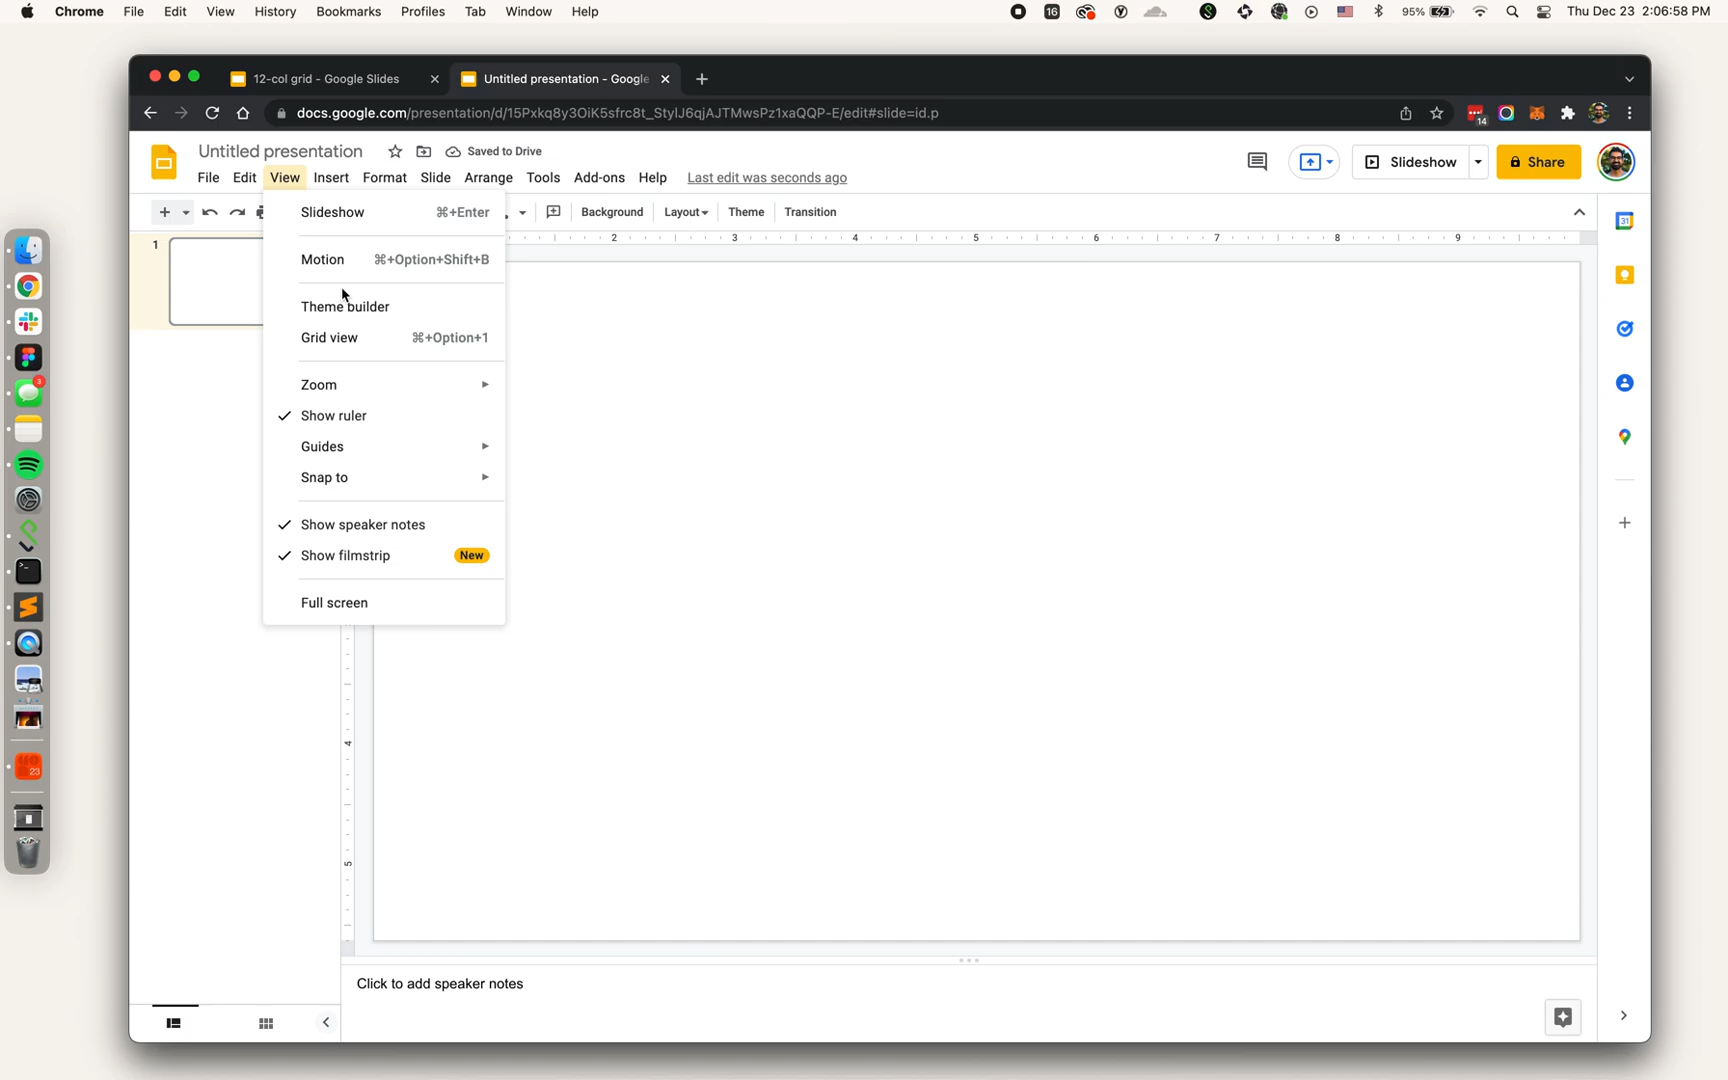 Chrome File Edit View History Bookmarks Profiles Tab Window Help 16 95% Thu Dec 23 2:06:58 PM
12-col grid - Google Slides Untitled presentation - Google
docs.google.com/presentation/d/15Pxkq8y3OiK5sfrc8t_StylJ6qjAJTMwsPz1xaQQP-E/edit#slide=id.p 14
Untitled presentation Saved to Drive
Slideshow Share
File Edit View Insert Format Slide Arrange Tools Add-ons Help Last edit was seconds ago
Background Layout Theme Transition
31
2 3 4 5 6 7 8 9
1
Slideshow ⌘+Enter
Motion ⌘+Option+Shift+B
Theme builder
Grid view ⌘+Option+1
Zoom
Show ruler
Guides
Snap to
Show speaker notes
Show filmstrip New
Full screen
3
4
5
23
Click to add speaker notes